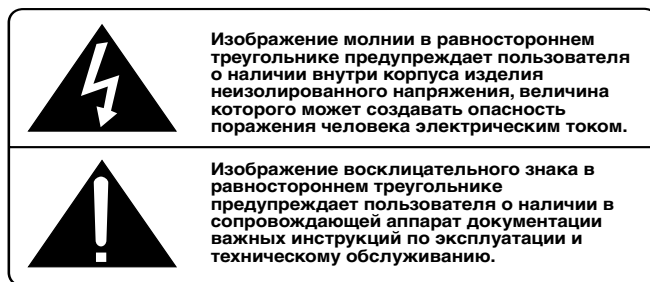 Изображение молнии в равностороннем
треугольнике предупреждает пользователя
о наличии внутри корпуса изделия
неизолированного напряжения, величина
которого может создавать опасность
поражения человека электрическим током.
Изображение восклицательного знака в
равностороннем треугольнике
предупреждает пользователя о наличии в
сопровождающей аппарат документации
важных инструкций по эксплуатации и
техническому обслуживанию.